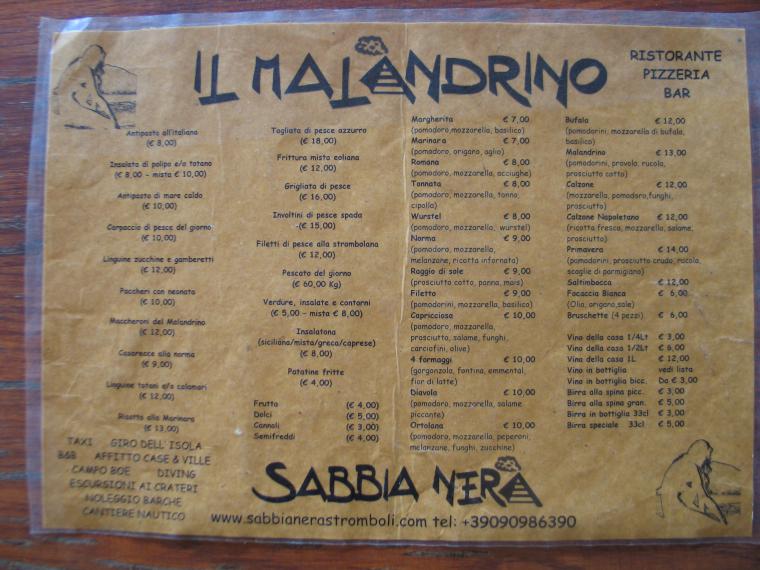 IL MALANDRINO
RISTORANTE
PIZZERIA
BAR
Antipasto all'italiana
(€ 8,00)
Insalata di polipo e/o totano
(€ 8,00 - mista € 10,00)
Antipasto di mare caldo
(€ 10,00)
Carpaccio di pesce del giorno
(€ 10,00)
Linguine zucchine e gamberetti
(€ 12,00)
Paccheri con neonata
(€ 10,00)
Maccheroni del Malandrino
(€ 12,00)
Casarecce alla norma
(€ 9,00)
Linguine totani e/o calamari
(€ 12,00)
Risotto alla Marinara
(€ 13,00)
TAXI GIRO DELL' ISOLA
B&B AFFITTO CASE & VILLE
CAMPO BOE DIVING
ESCURSIONI AI CRATERI
NOLEGGIO BARCHE
CANTIERE NAUTICO
Tagliata di pesce azzurro
(€ 18,00)
Frittura mista eoliana
(€ 12,00)
Grigliata di pesce
(€ 16,00)
Involtini di pesce spada
-(€ 15,00)
Filetti di pesce alla strombolana
(€ 12,00)
Pescato del giorno
(€ 60,00 Kg)
Verdure, insalate e contorni
(€ 5,00 - mista € 8,00)
Insalatona
(siciliana/mista/greca/caprese)
(€ 8,00)
Patatine fritte
(€ 4,00)
Frutta (€ 4,00)
Dolci (€ 5,00)
Cannoli (€ 3,00)
Semifreddi (€ 4,00)
Margherita € 7,00
(pomodoro,mozzarella, basilico)
Marinara € 7,00
(pomodoro, origano, aglio)
Romana € 8,00
(pomodoro, mozzarella, acciughe)
Tonnata € 8,00
(pomodoro, mozzarella, tonno,
cipolla)
Wurstel € 8,00
(pomodoro, mozzarella, wurstel)
Norma € 9,00
(pomodoro, mozzarella,
melanzane, ricotta infornata)
Raggio di sole € 9,00
(prosciutto cotto, panna, mais)
Filetto € 9,00
(pomodorini, mozzarella, basilico)
Capricciosa € 10,00
(pomodoro, mozzarella,
prosciutto, salame, funghi,
carciofini, olive)
4 formaggi € 10,00
(gorgonzola, fontina, emmental,
fior di latte)
Diavola € 10,00
(pomodoro, mozzarella, salame
piccante)
Ortolana € 10,00
(pomodoro, mozzarella, peperoni,
melanzane, funghi, zucchine)
Bufala € 12,00
(pomodorini, mozzarella di bufala,
basilico)
Malandrino € 13,00
(pomodorini, provola, rucola,
prosciutto cotto)
Calzone € 12,00
(mozzarella, pomodoro,funghi,
prosciutto)
Calzone Napoletano € 12,00
(ricotta fresca, mozzarella, salame,
prosciutto)
Primavera € 14,00
(pomodorini, prosciutto crudo, rucola,
scaglie di parmigiano)
Saltimbocca € 12,00
Focaccia Bianca € 6,00
(Olio, origano,sale)
Bruschette (4 pezzi) € 6,00
Vino della casa 1/4Lt € 3,00
Vino della casa 1/2Lt € 6,00
Vino della casa 1L € 12,00
Vino in bottiglia vedi lista
Vino in bottiglia bicc. Da € 3,00
Birra alla spina picc. € 3,00
Birra alla spina gran. € 5,00
Birra in bottiglia 33cl € 3,00
Birra speciale 33cl € 5,00
SABBIA NERA
www.sabbianerastromboli.com tel: +39090986390